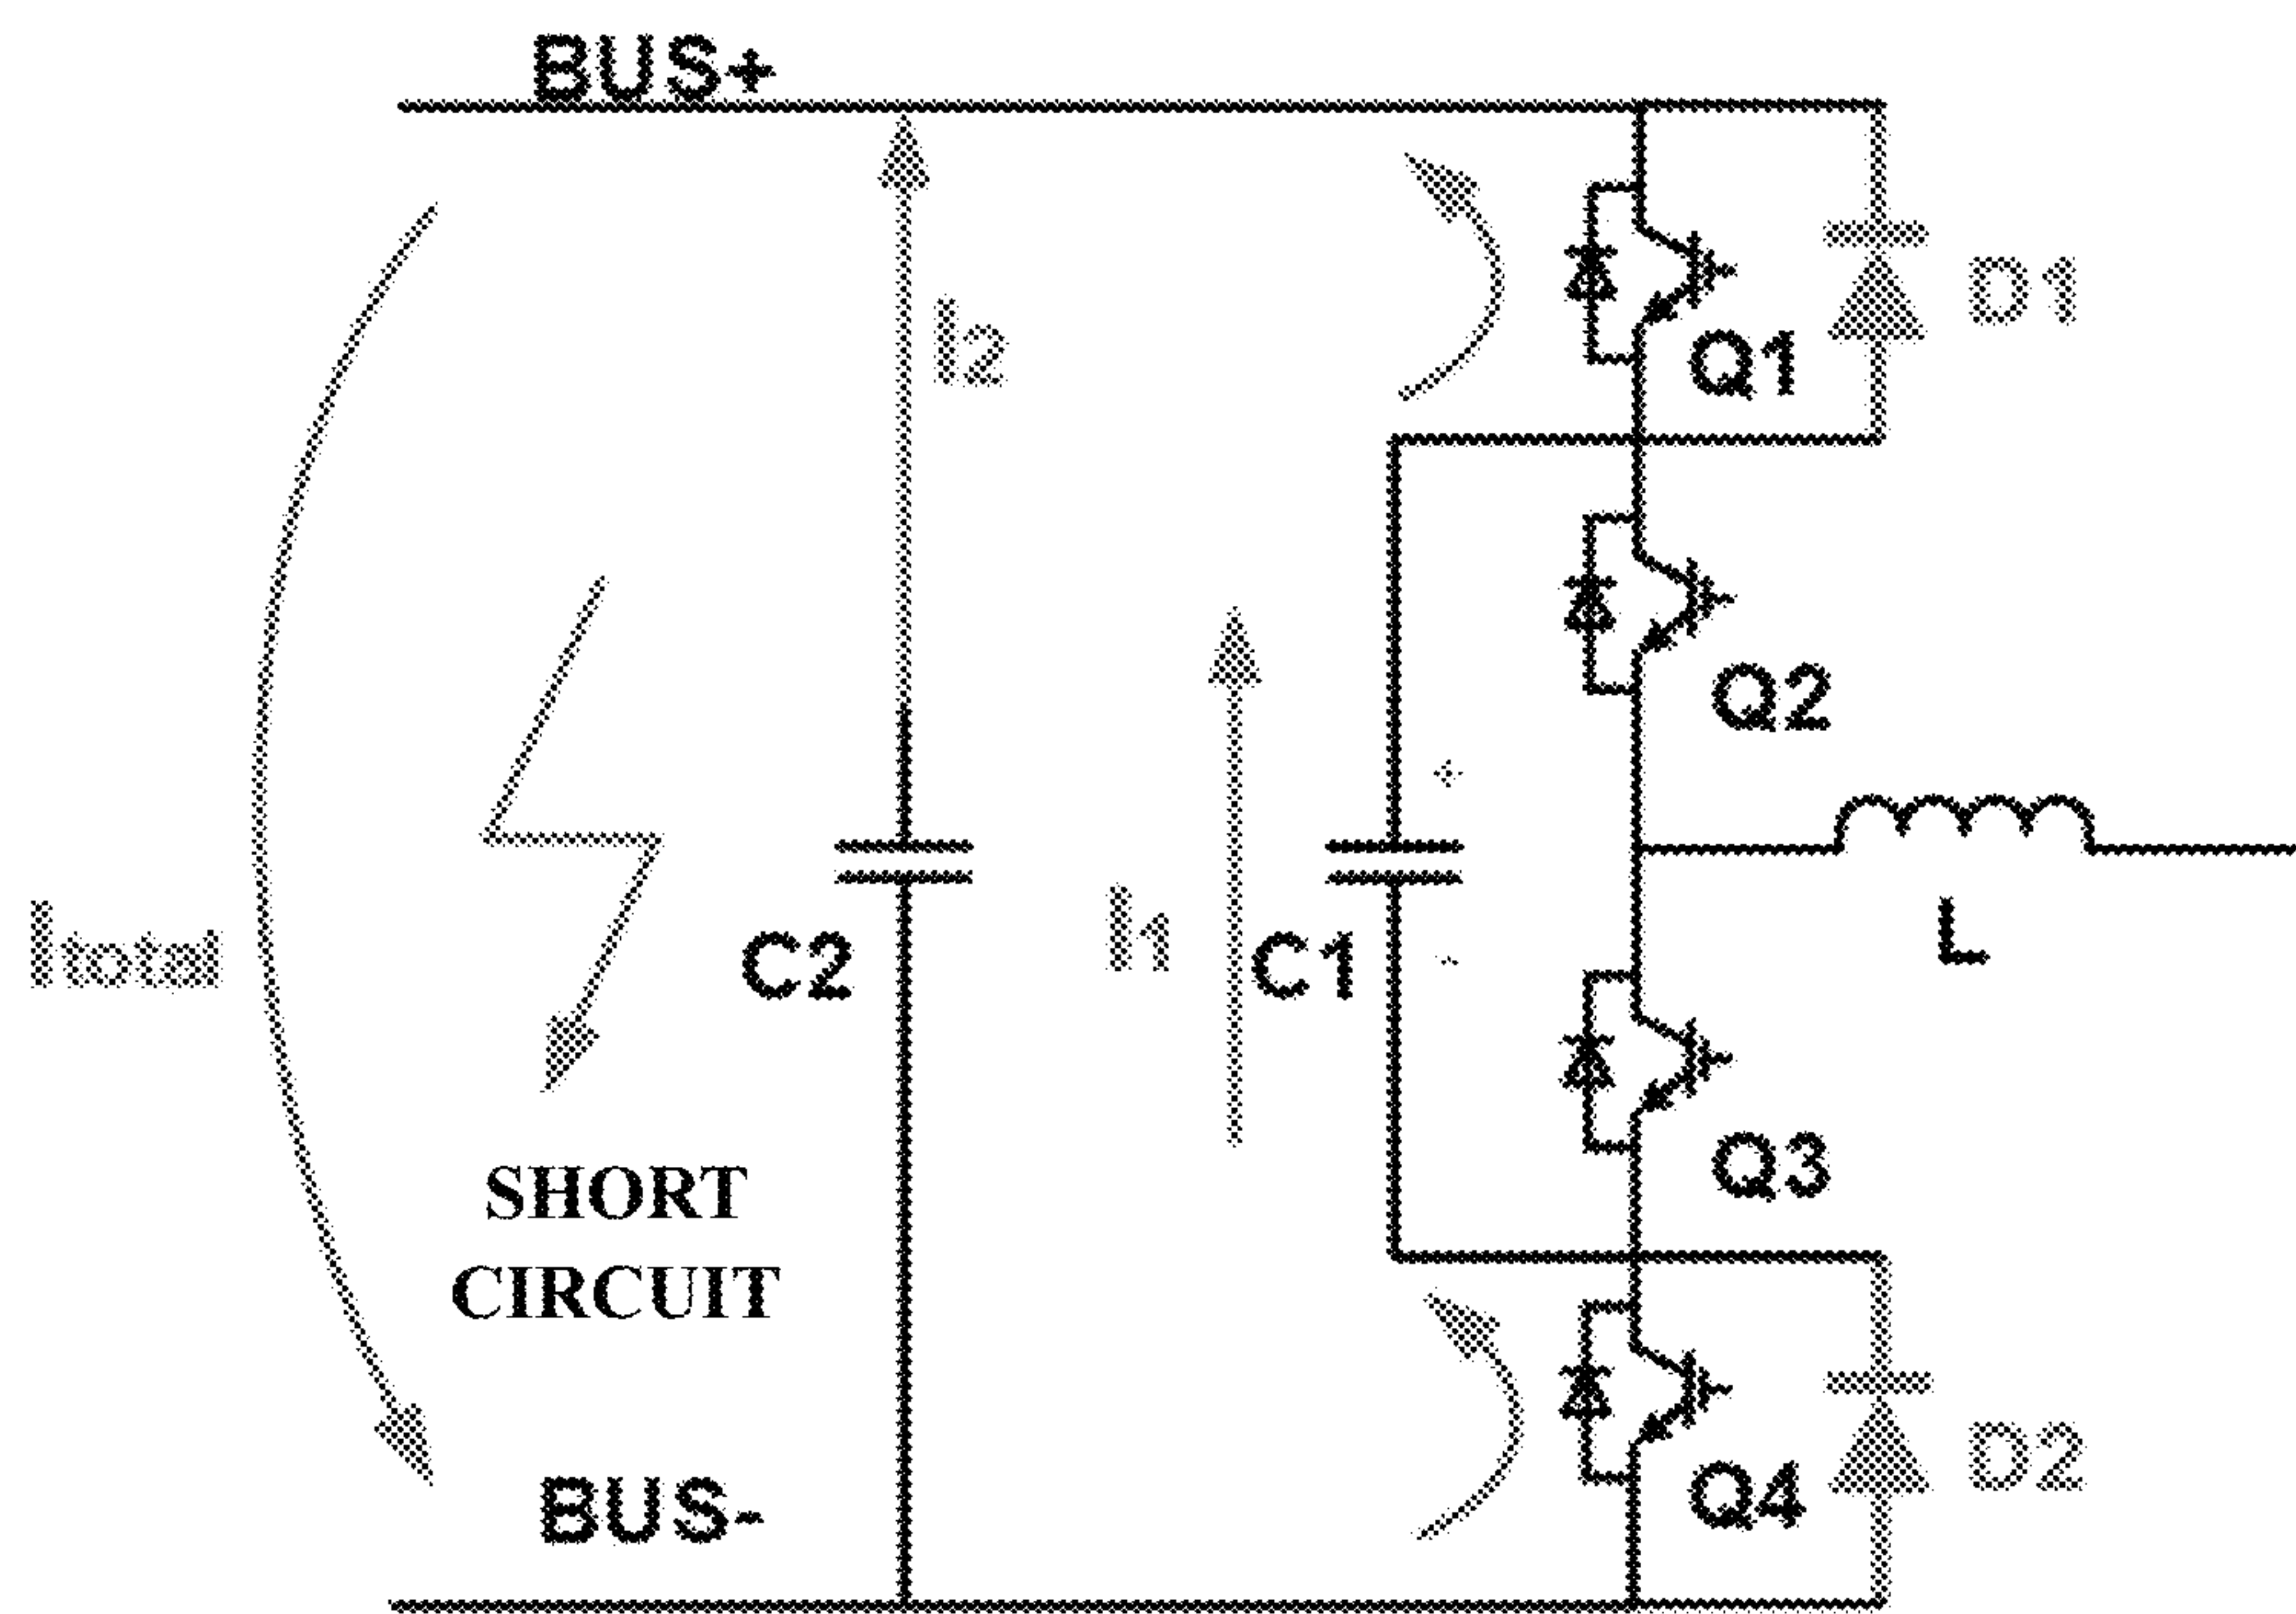 BUS+
I2
D1
Q1
Q2
+
Itotal
C2
I1
C1
-
L
Q3
SHORT
CIRCUIT
D2
Q4
BUS-